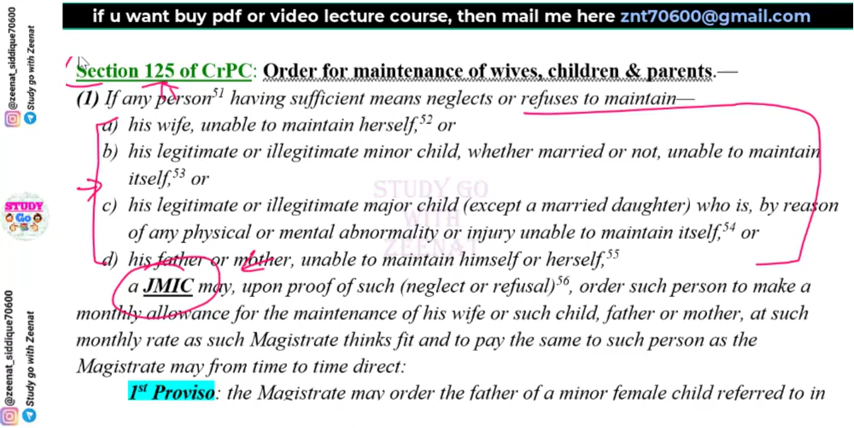 if u want buy pdf or video lecture course, then mail me here znt70600@gmail.com
Section 125 of CrPC: Order for maintenance of wives, children & parents.—
(1) If any person51 having sufficient means neglects or refuses to maintain—
a) his wife, unable to maintain herself,52 or
b) his legitimate or illegitimate minor child, whether married or not, unable to maintain
itself,53 or
c) his legitimate or illegitimate major child (except a married daughter) who is, by reason
of any physical or mental abnormality or injury unable to maintain itself,54 or
d) his father or mother, unable to maintain himself or herself,55
a JMIC may, upon proof of such (neglect or refusal)56, order such person to make a
monthly allowance for the maintenance of his wife or such child, father or mother, at such
monthly rate as such Magistrate thinks fit and to pay the same to such person as the
Magistrate may from time to time direct:
1st Proviso: the Magistrate may order the father of a minor female child referred to in
@zeenat_siddique70600
Study go with Zeenat
STUDY
Go
@zeenat_siddique70600
Study go with Zeenat
STUDY GO
WITH
ZEENAT